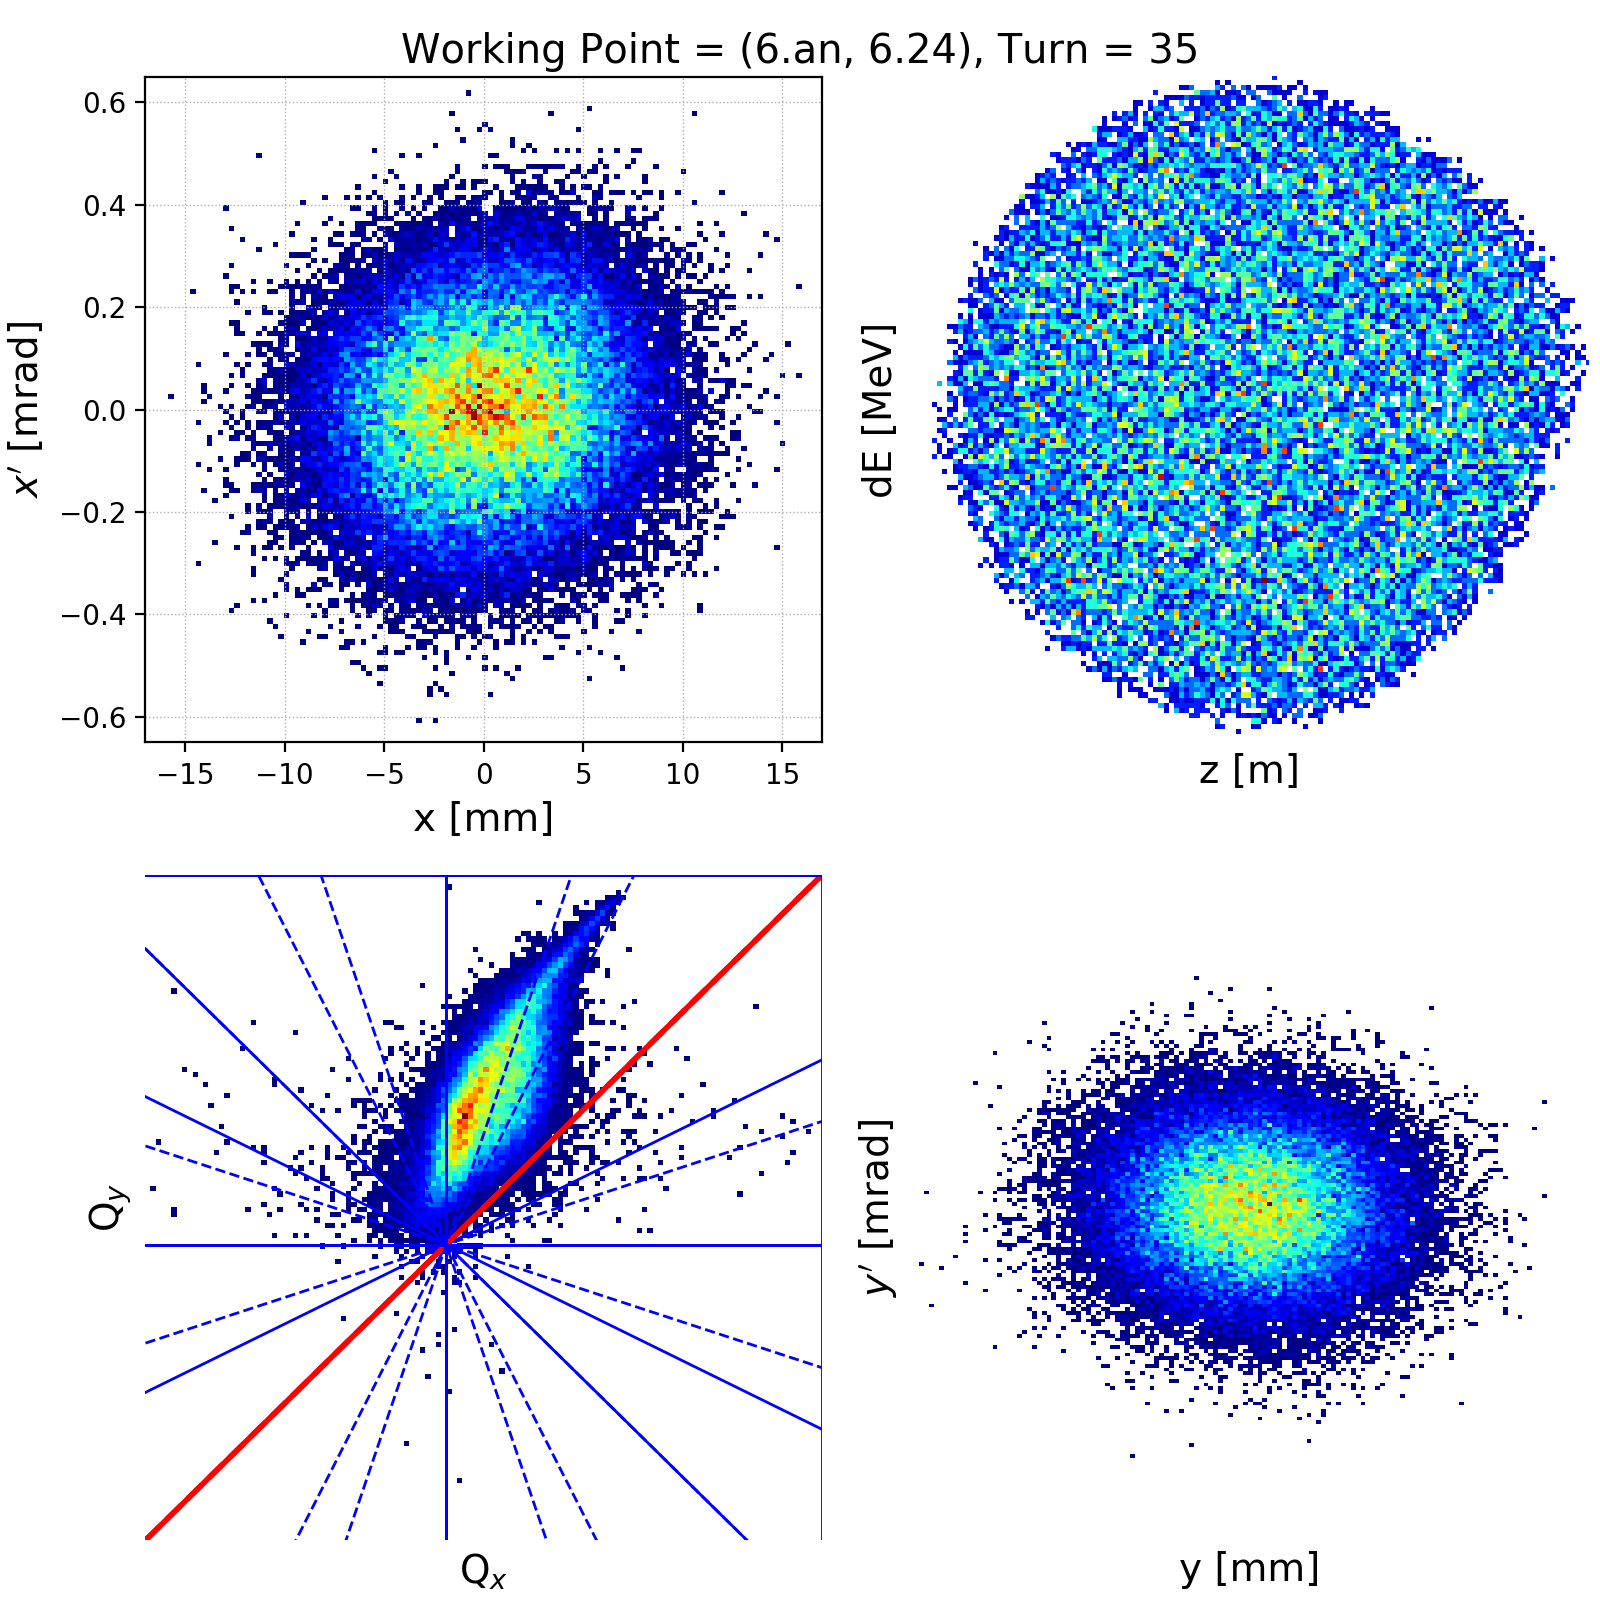 Working Point = (6.an, 6.24), Turn = 35
0.6
0.4
0.2
0.0
−0.2
−0.4
−0.6
x′ [mrad]
−15 −10 −5 0 5 10 15
x [mm]
dE [MeV]
z [m]
Qy
Qx
y′ [mrad]
y [mm]